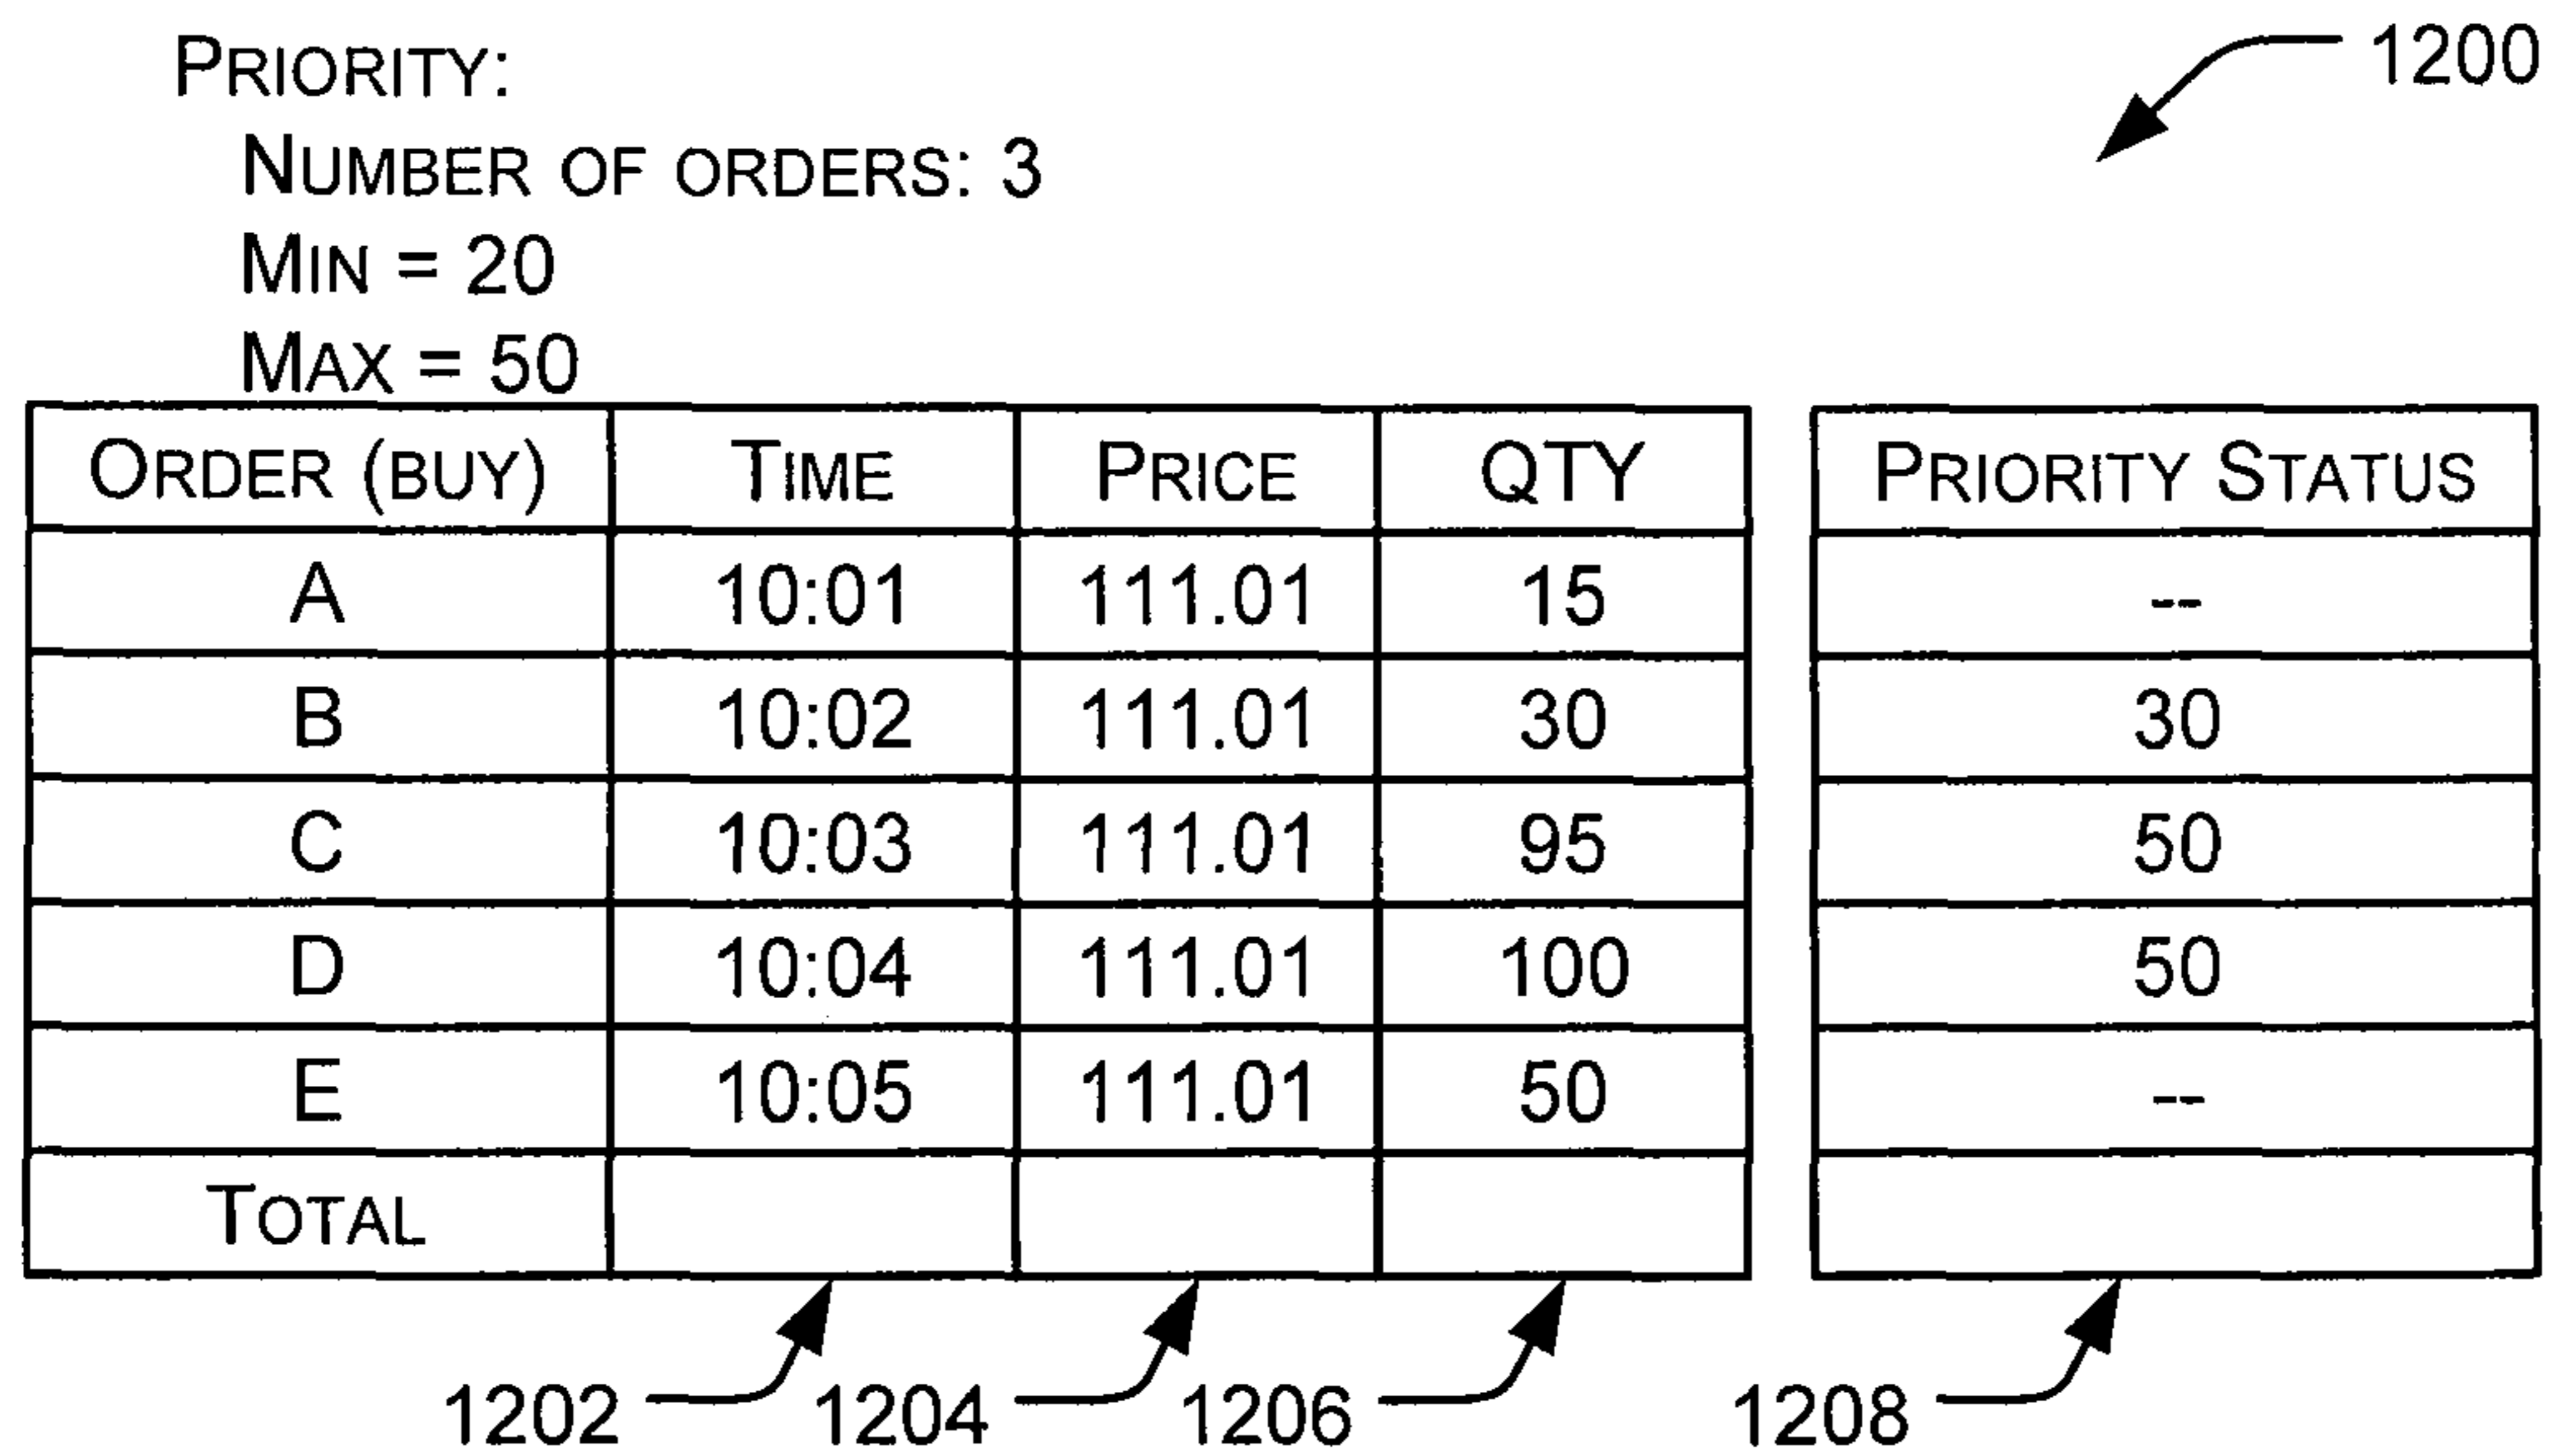 PRIORITY:
1200
NUMBER OF ORDERS: 3
MIN = 20
MAX = 50
ORDER (BUY) TIME PRICE QTY PRIORITY STATUS
A 10:01 111.01 15 --
B 10:02 111.01 30 30
C 10:03 111.01 95 50
D 10:04 111.01 100 50
E 10:05 111.01 50 --
TOTAL
1202 1204 1206 1208